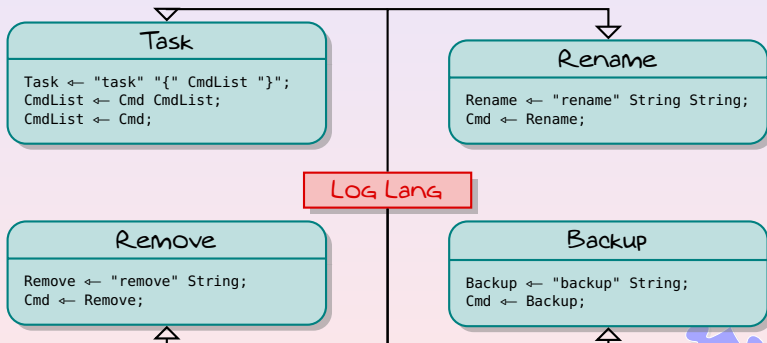 Task
Task ← "task" "{" CmdList "}";
CmdList ← Cmd CmdList;
CmdList ← Cmd;
Rename
Rename ← "rename" String String;
Cmd ← Rename;
Log Lang
Remove
Remove ← "remove" String;
Cmd ← Remove;
Backup
Backup ← "backup" String;
Cmd ← Backup;